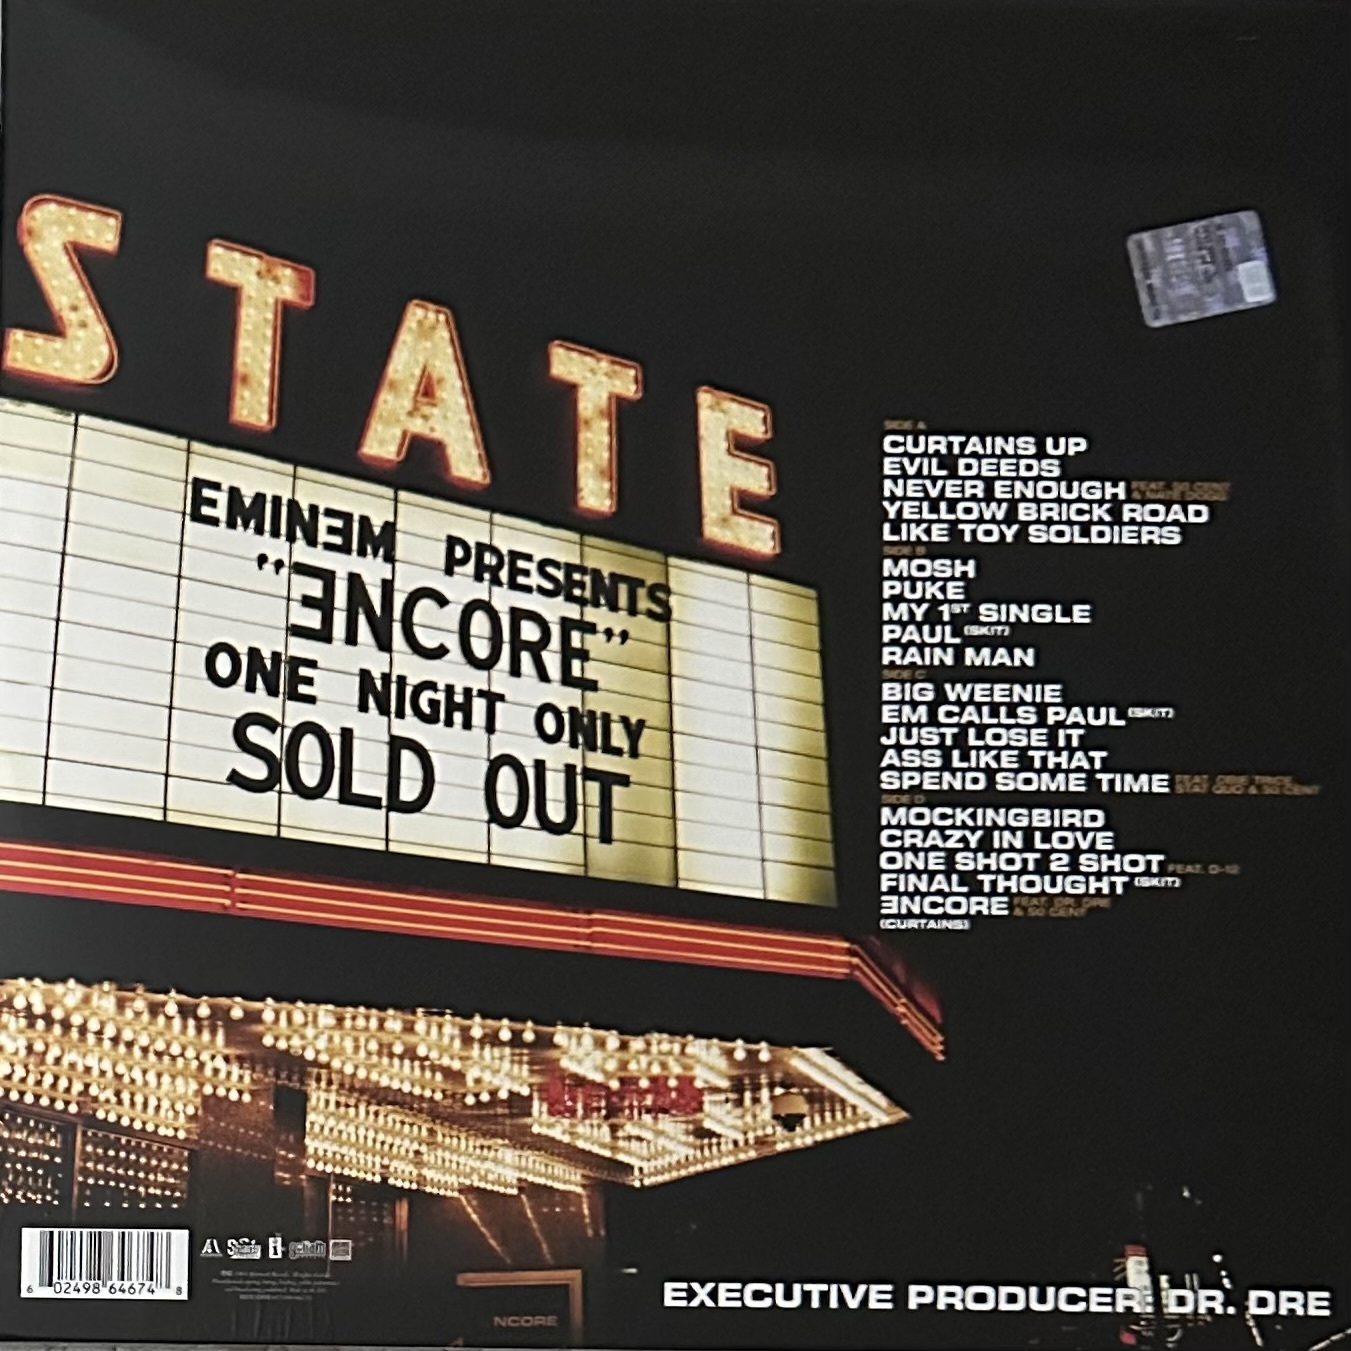 STATE
EMINƎM PRESENTS
"ƎNCORE"
ONE NIGHT ONLY
SOLD OUT
SIDE A
CURTAINS UP
EVIL DEEDS
NEVER ENOUGH FEAT. 50 CENT & NATE DOGG
YELLOW BRICK ROAD
LIKE TOY SOLDIERS
SIDE B
MOSH
PUKE
MY 1ST SINGLE
PAUL (SKIT)
RAIN MAN
SIDE C
BIG WEENIE
EM CALLS PAUL (SKIT)
JUST LOSE IT
ASS LIKE THAT
SPEND SOME TIME FEAT. OBIE TRICE, STAT QUO & 50 CENT
SIDE D
MOCKINGBIRD
CRAZY IN LOVE
ONE SHOT 2 SHOT FEAT. D-12
FINAL THOUGHT (SKIT)
ƎNCORE FEAT. DR. DRE & 50 CENT
(CURTAINS)
6 02498 64674 8
Shady
NCORE
EXECUTIVE PRODUCER: DR. DRE